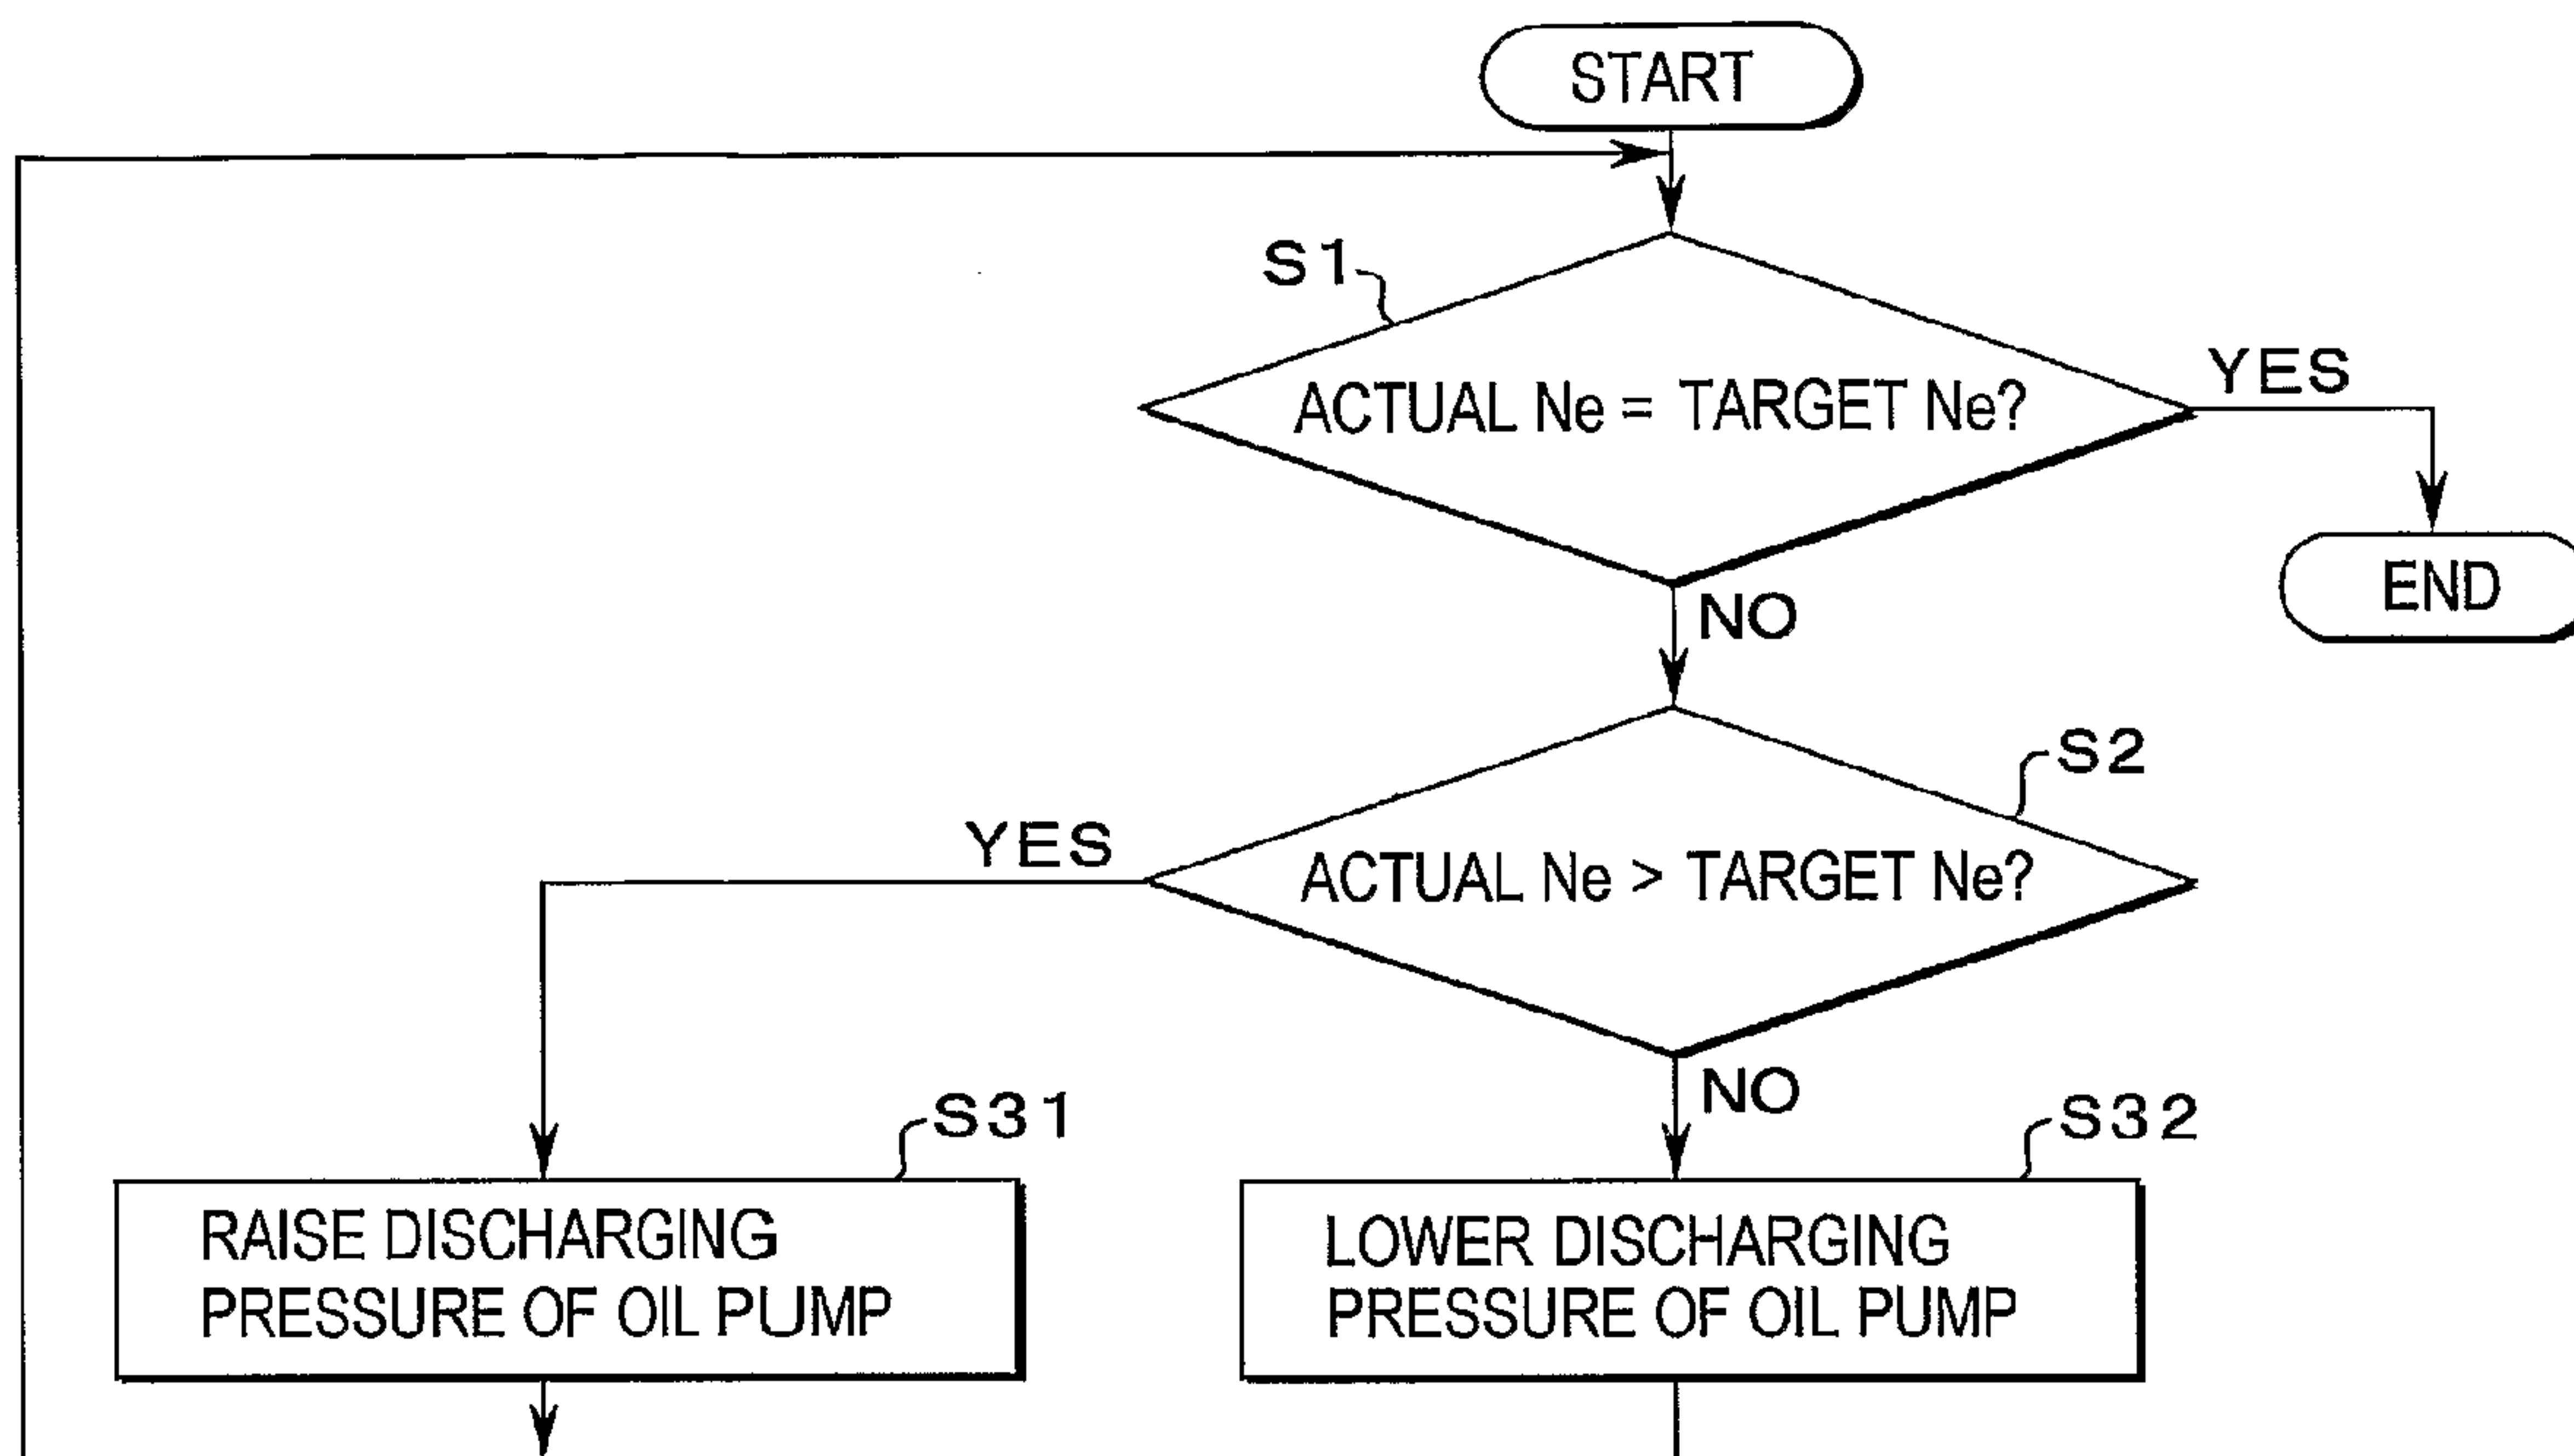 START
S1
ACTUAL Ne = TARGET Ne?
YES
END
NO
S2
YES
ACTUAL Ne > TARGET Ne?
NO
S31
S32
RAISE DISCHARGING
PRESSURE OF OIL PUMP
LOWER DISCHARGING
PRESSURE OF OIL PUMP